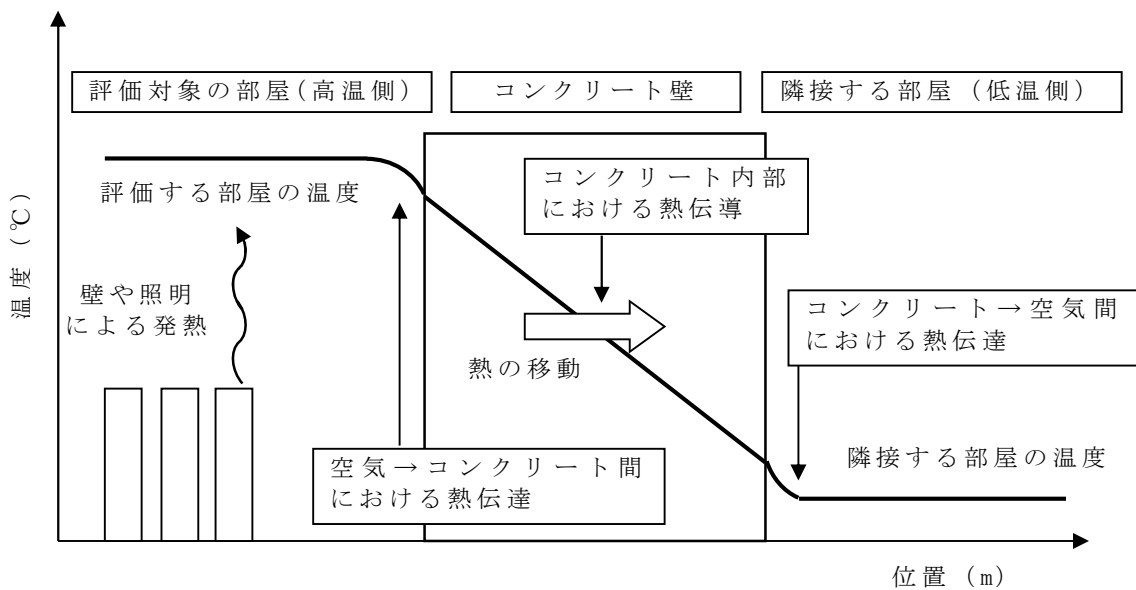 評価対象の部屋(高温側)
コンクリート壁
隣接する部屋（低温側）
評価する部屋の温度
コンクリート内部
における熱伝導
温度（℃）
壁や照明
による発熱
コンクリート→空気間
における熱伝達
熱の移動
空気→コンクリート間
における熱伝達
隣接する部屋の温度
位置（m）